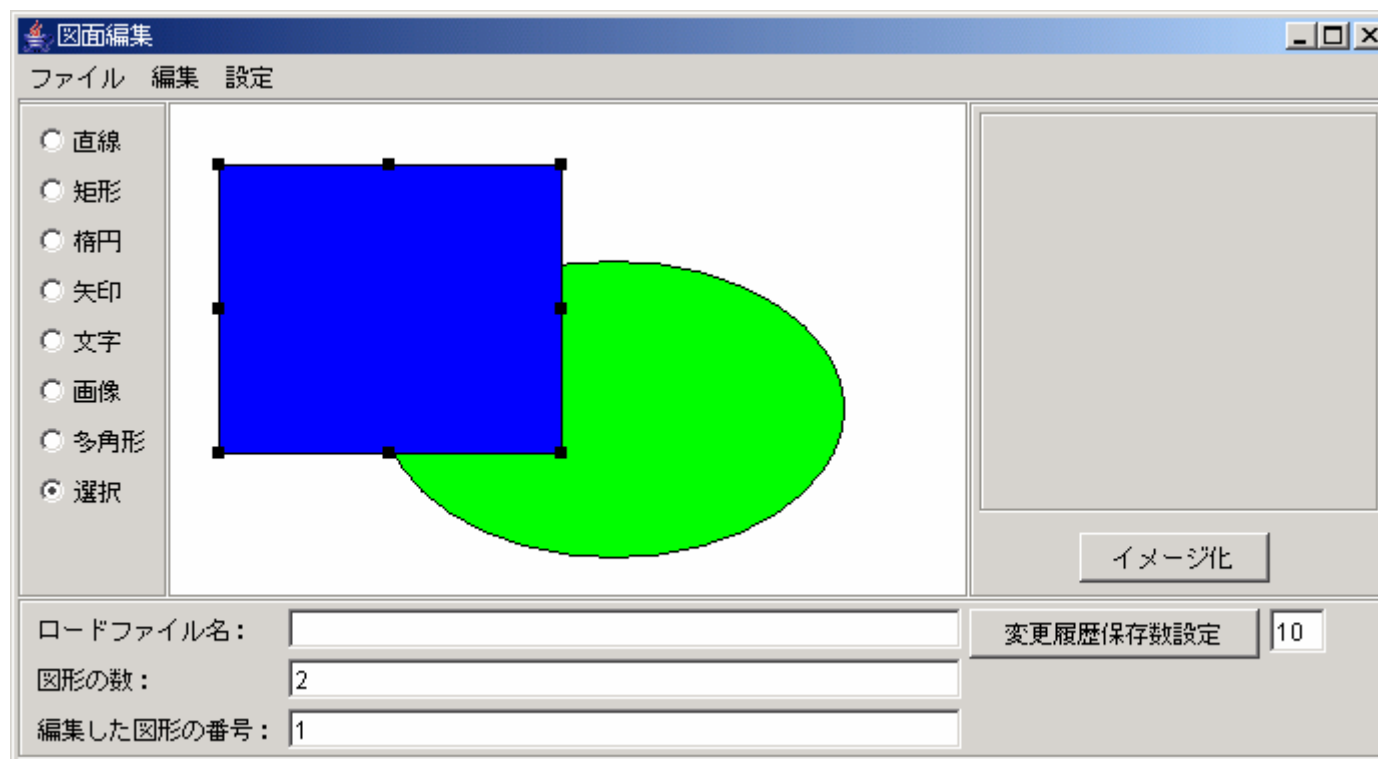 図面編集
ファイル 編集 設定
直線
矩形
楕円
矢印
文字
画像
多角形
選択
イメージ化
ロードファイル名： 変更履歴保存数設定 10
図形の数： 2
編集した図形の番号： 1